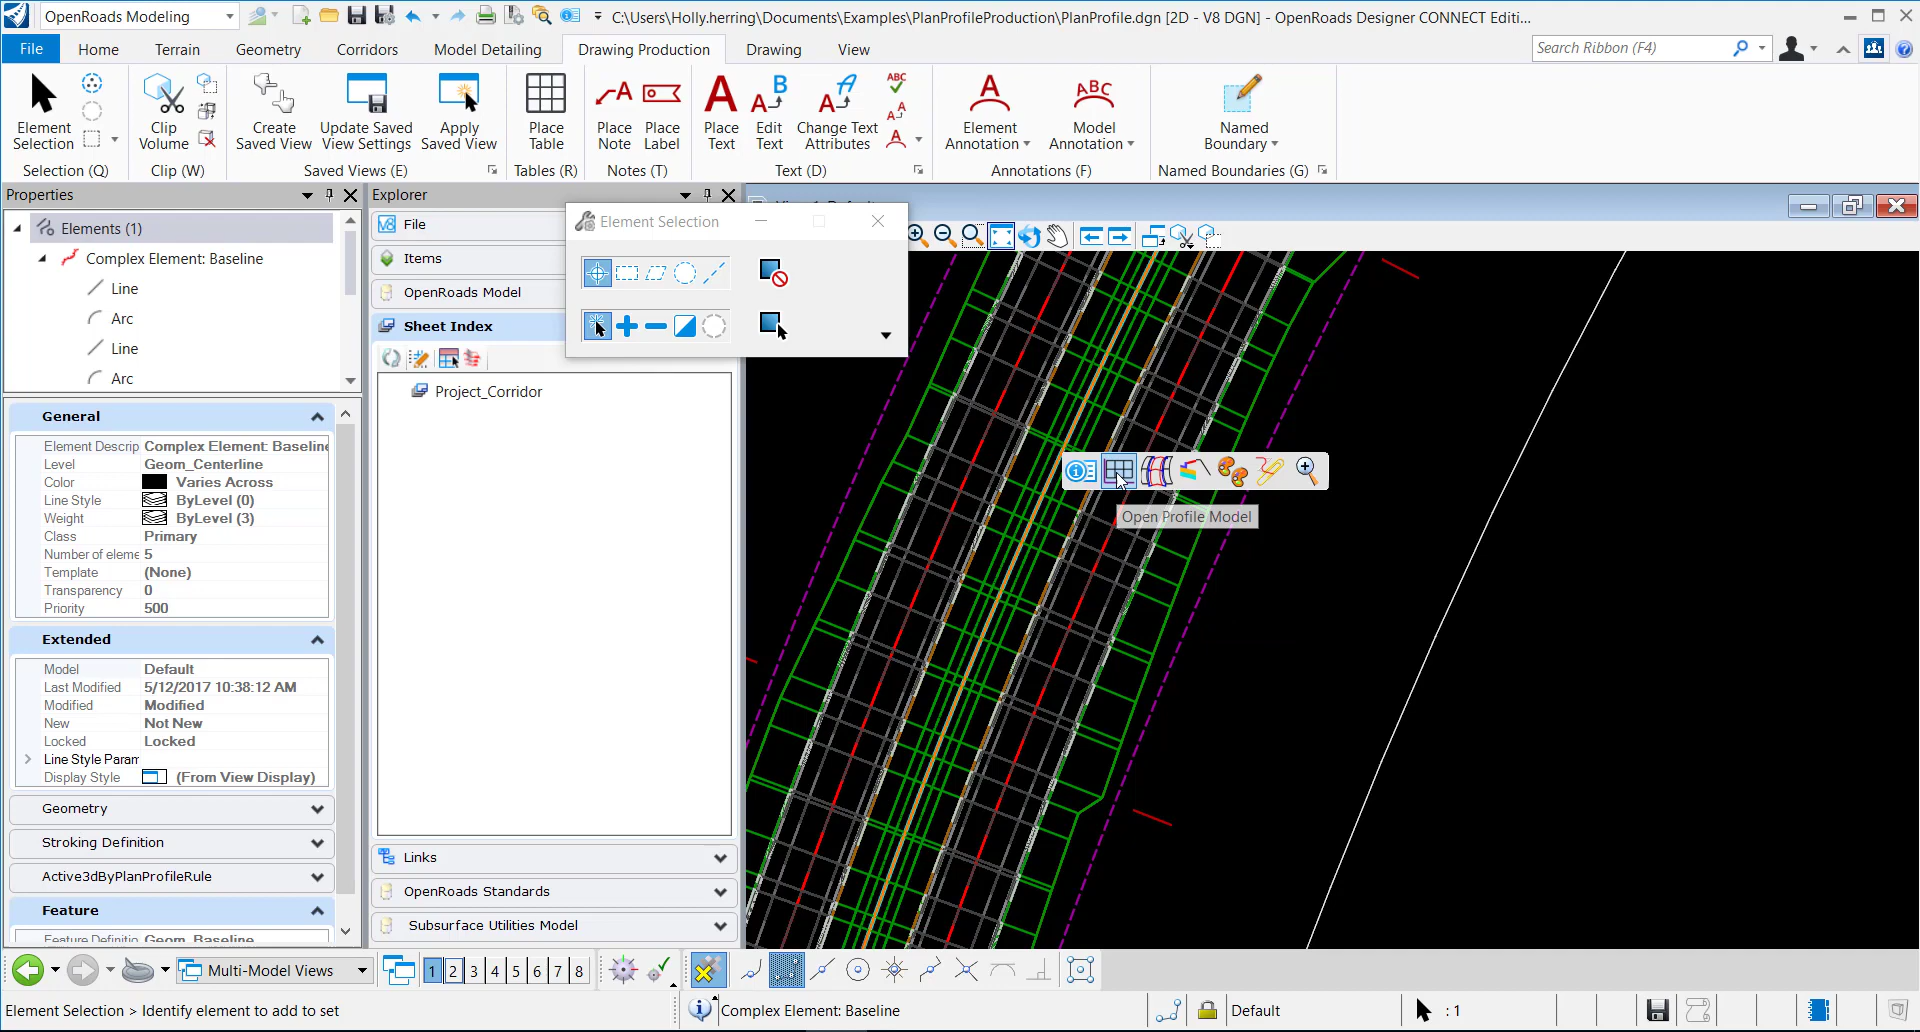 OpenRoads Modeling
C:\Users\Holly.herring\Documents\Examples\PlanProfileProduction\PlanProfile.dgn [2D - V8 DGN] - OpenRoads Designer CONNECT Editi...
File Home Terrain Geometry Corridors Model Detailing Drawing Production Drawing View
Search Ribbon (F4)
Element Selection
Clip Volume
Create Saved View
Update Saved View Settings
Apply Saved View
Place Table
Place Note
Place Label
Place Text
Edit Text
Change Text Attributes
Element Annotation
Model Annotation
Named Boundary
Selection (Q) Clip (W) Saved Views (E) Tables (R) Notes (T) Text (D) Annotations (F) Named Boundaries (G)
Properties
Elements (1)
Complex Element: Baseline
Line
Arc
Line
Arc
General
Element Descrip Complex Element: Baseline
Level Geom_Centerline
Color Varies Across
Line Style ByLevel (0)
Weight ByLevel (3)
Class Primary
Number of eleme 5
Template (None)
Transparency 0
Priority 500
Extended
Model Default
Last Modified 5/12/2017 10:38:12 AM
Modified Modified
New Not New
Locked Locked
Line Style Param
Display Style (From View Display)
Geometry
Stroking Definition
Active3dByPlanProfileRule
Feature
Feature Definitio Geom_Baseline
Explorer
File
Items
OpenRoads Model
Sheet Index
Project_Corridor
Links
OpenRoads Standards
Subsurface Utilities Model
Element Selection
Open Profile Model
Multi-Model Views
1 2 3 4 5 6 7 8
Element Selection > Identify element to add to set
Complex Element: Baseline
Default
: 1